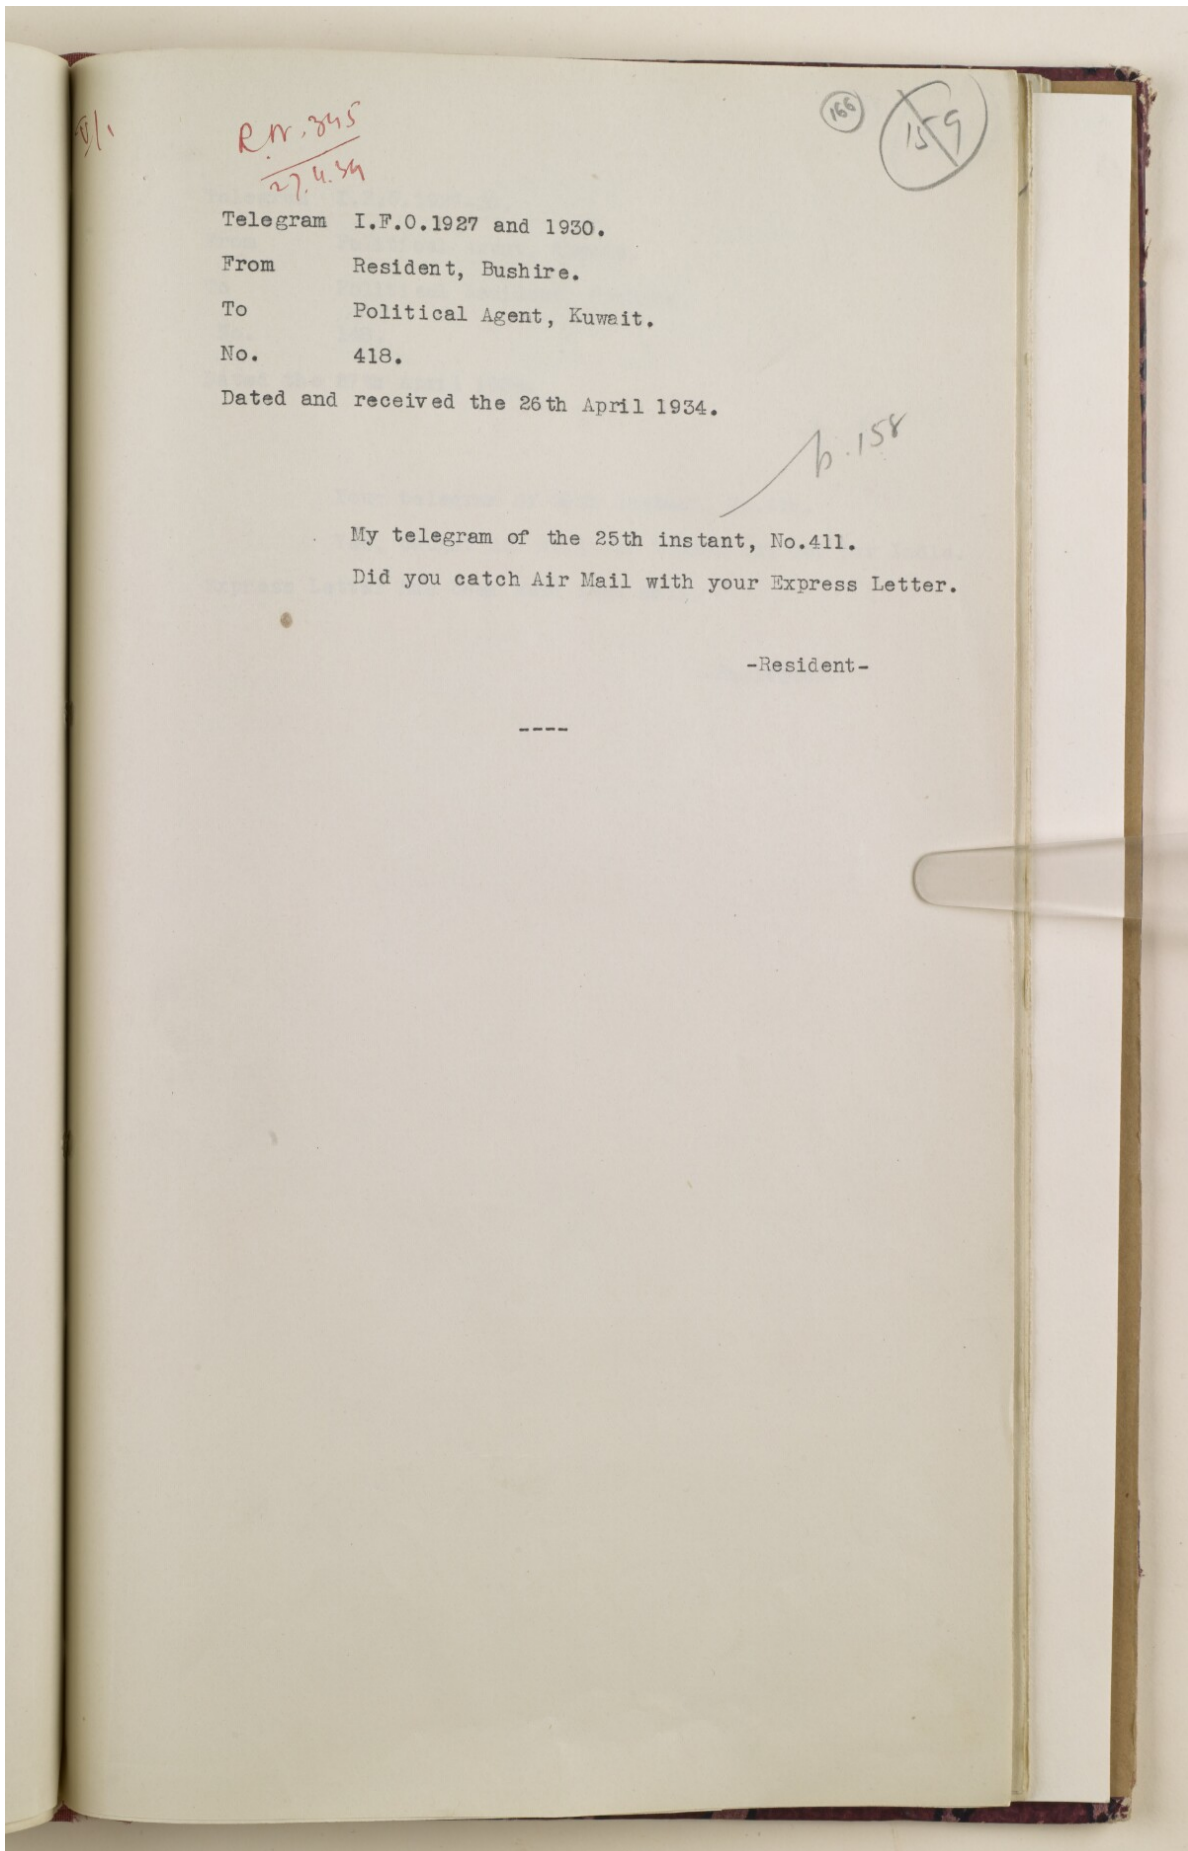 V/1
R.N. 345
27.4.34
166
159
Telegram I.F.O.1927 and 1930.
From Resident, Bushire.
To Political Agent, Kuwait.
No. 418.
Dated and received the 26th April 1934.
p.158
My telegram of the 25th instant, No.411.
Did you catch Air Mail with your Express Letter.
-Resident-
----